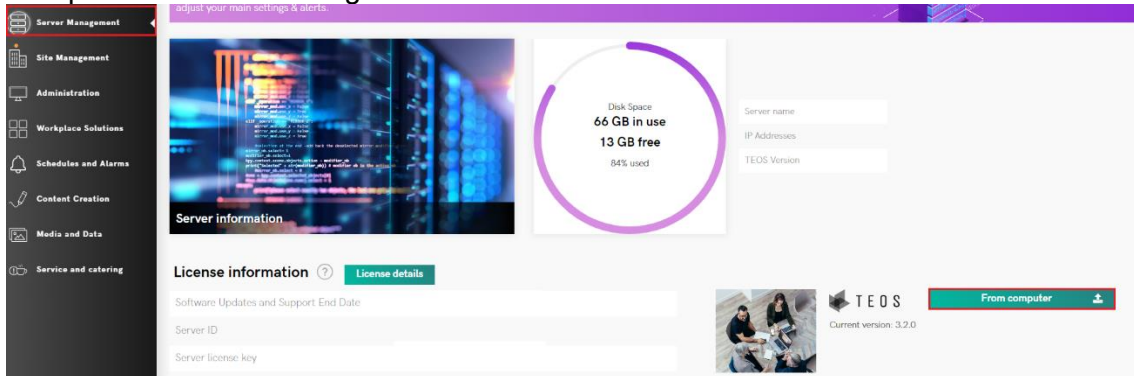 adjust your main settings & alerts.
Server Management
Site Management
Administration
Workplace Solutions
Schedules and Alarms
Content Creation
Media and Data
Service and catering
Disk Space
66 GB in use
13 GB free
84% used
Server name
IP Addresses
TEOS Version
Server information
License information ? License details
Software Updates and Support End Date
Server ID
Server license key
TEOS
Current version: 3.2.0
From computer